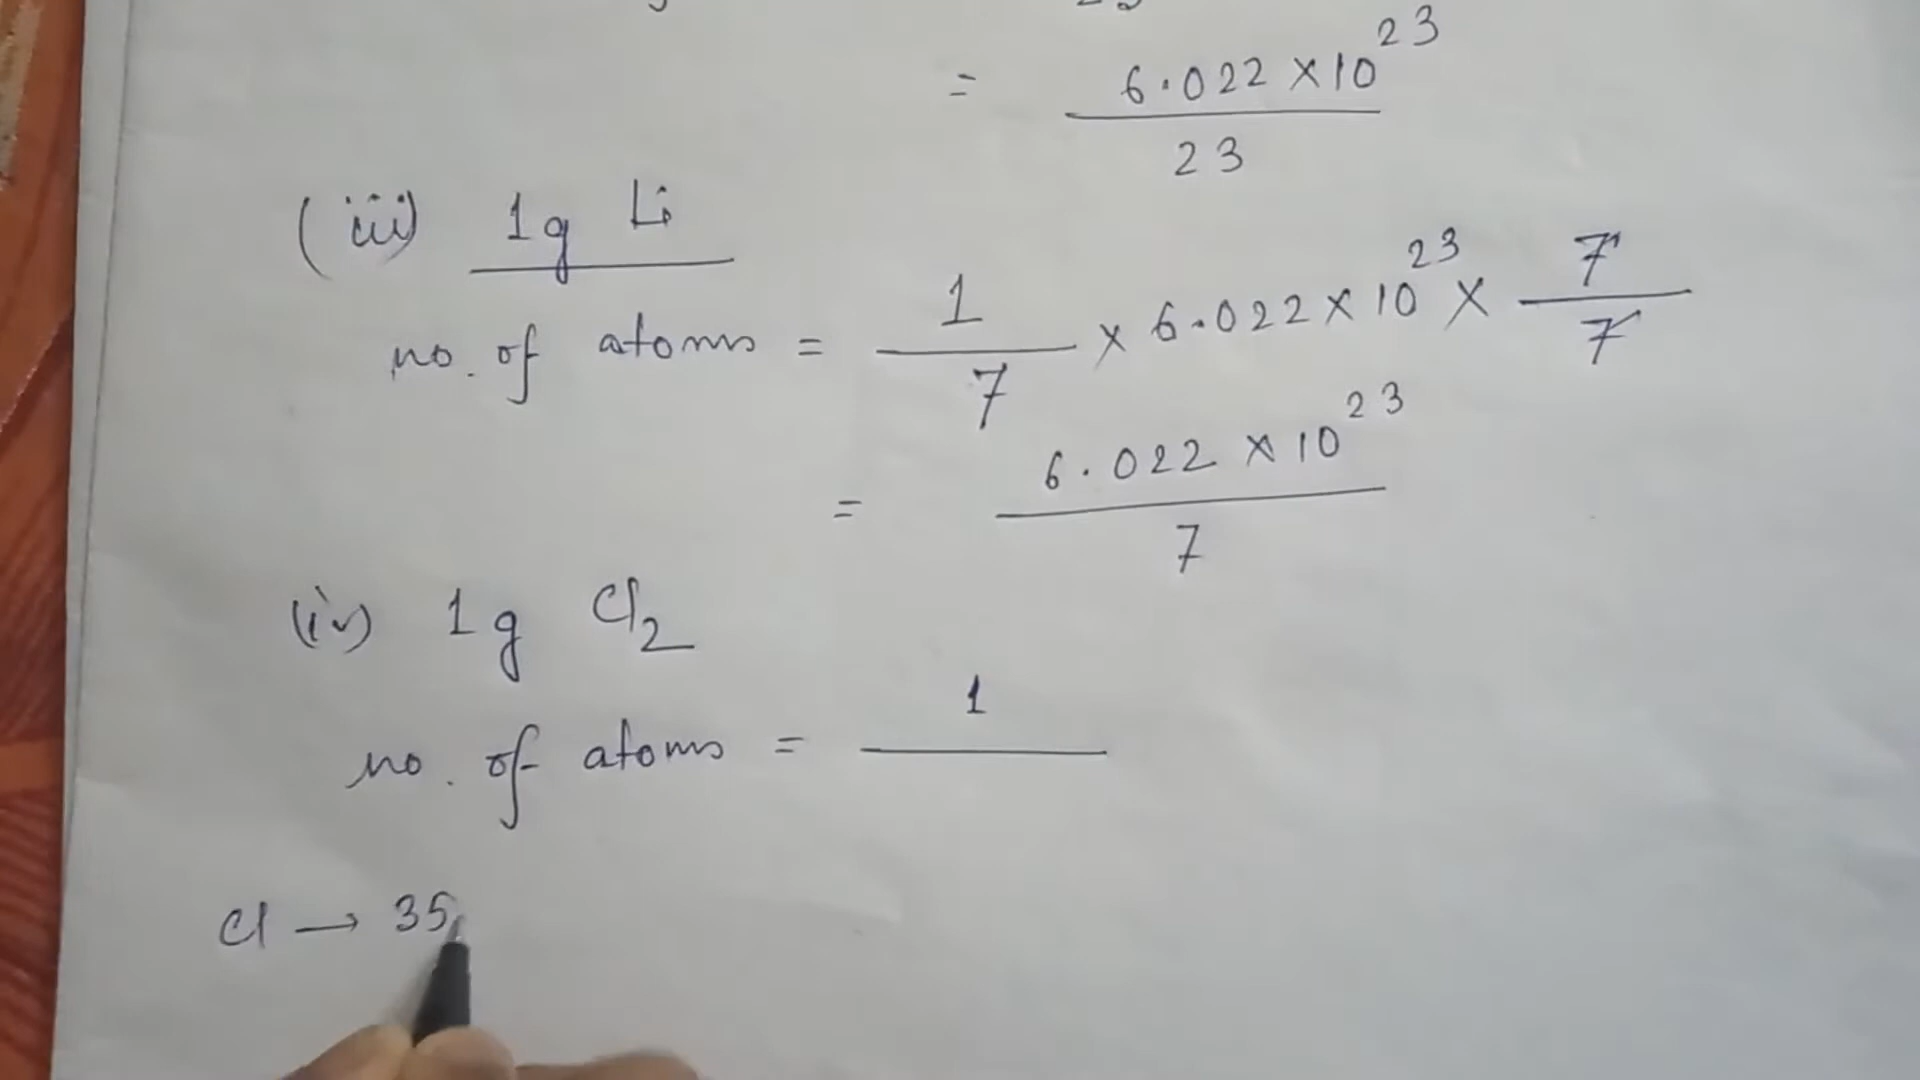 = 6.022 × 10^23 / 23
(iii) 1g Li
no. of atoms = 1/7 × 6.022 × 10^23 × 7/7
= 6.022 × 10^23 / 7
(iv) 1g Cl2
no. of atoms = 1/
Cl → 35